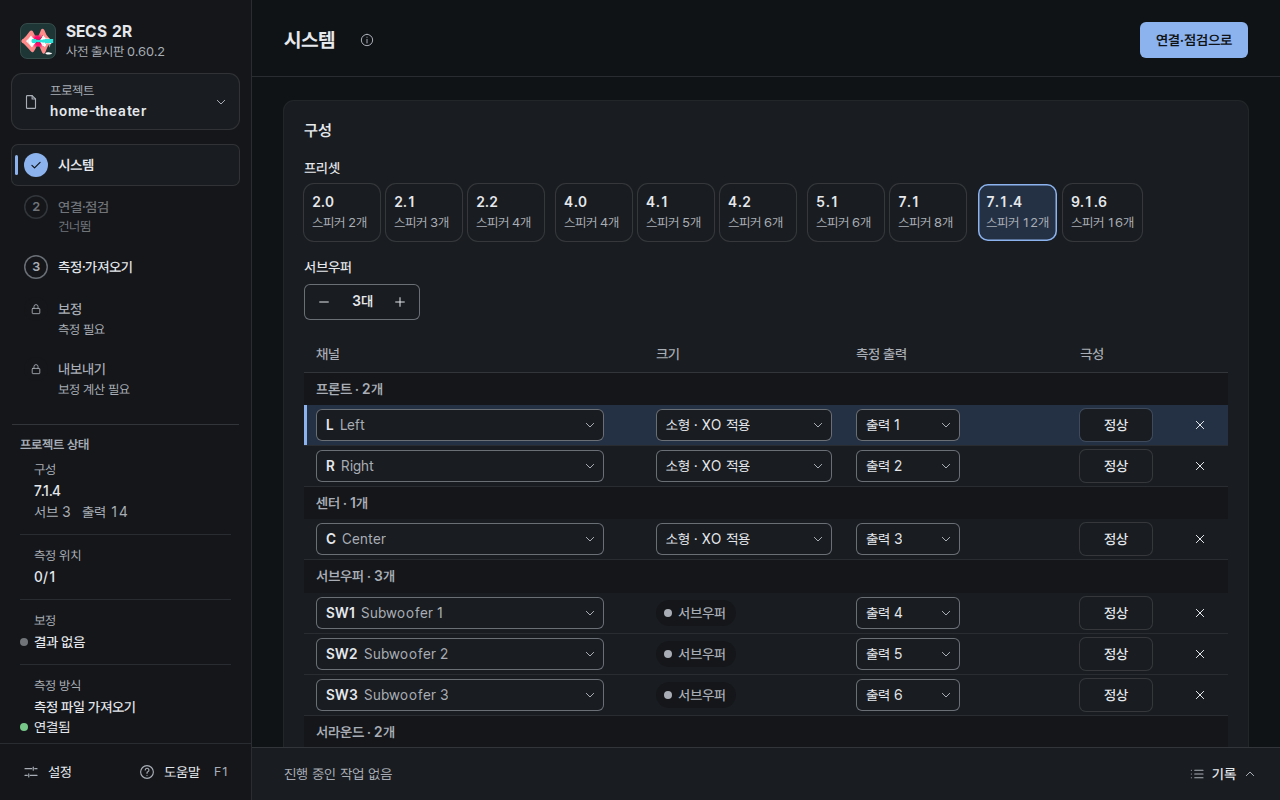 SECS 2R
사전 출시판 0.60.2
프로젝트
home-theater
시스템
2 연결·점검
건너뜀
3 측정·가져오기
보정
측정 필요
내보내기
보정 계산 필요
프로젝트 상태
구성
7.1.4
서브 3 출력 14
측정 위치
0/1
보정
결과 없음
측정 방식
측정 파일 가져오기
연결됨
설정 도움말 F1
시스템
연결·점검으로
구성
프리셋
2.0 2.1 2.2 4.0 4.1 4.2 5.1 7.1 7.1.4 9.1.6
스피커 2개 스피커 3개 스피커 4개 스피커 4개 스피커 5개 스피커 6개 스피커 6개 스피커 8개 스피커 12개 스피커 16개
서브우퍼
3대
채널 크기 측정 출력 극성
프론트 · 2개
L Left 소형 · XO 적용 출력 1 정상
R Right 소형 · XO 적용 출력 2 정상
센터 · 1개
C Center 소형 · XO 적용 출력 3 정상
서브우퍼 · 3개
SW1 Subwoofer 1 서브우퍼 출력 4 정상
SW2 Subwoofer 2 서브우퍼 출력 5 정상
SW3 Subwoofer 3 서브우퍼 출력 6 정상
서라운드 · 2개
진행 중인 작업 없음 기록